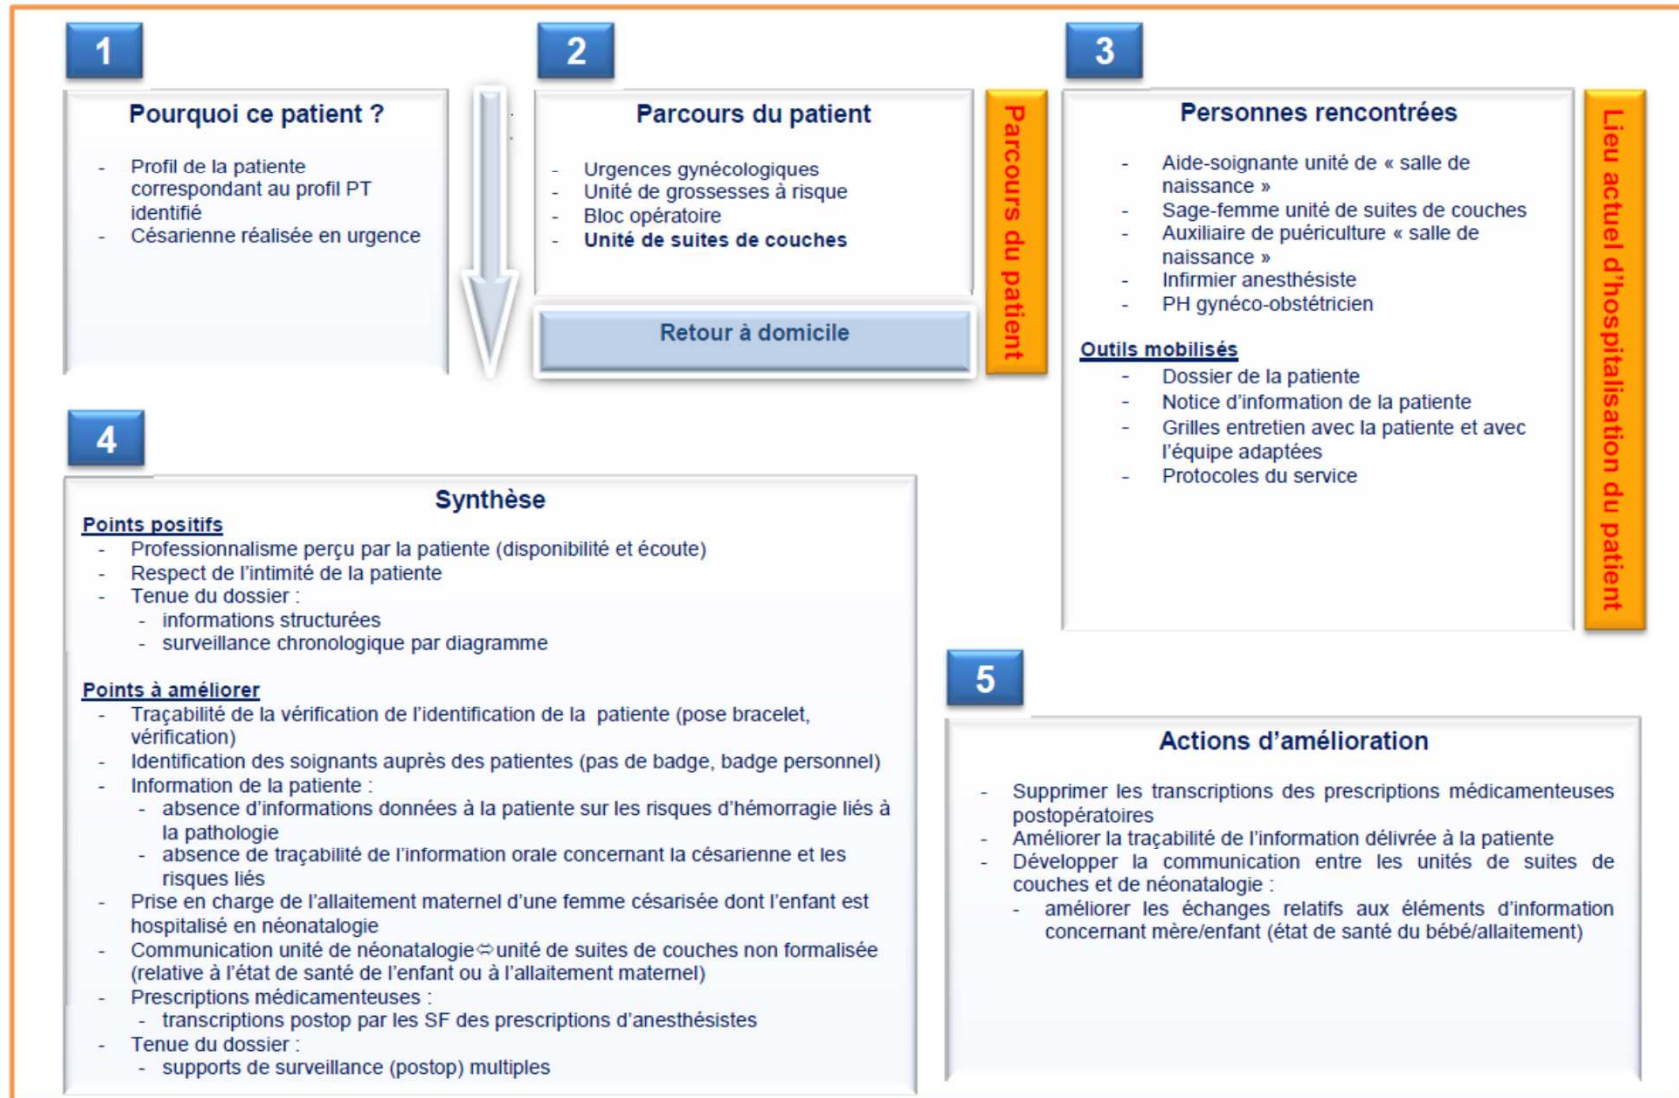 1
Pourquoi ce patient ?
- Profil de la patiente
correspondant au profil PT
identifié
- Césarienne réalisée en urgence
2
Parcours du patient
- Urgences gynécologiques
- Unité de grossesses à risque
- Bloc opératoire
- Unité de suites de couches
Retour à domicile
Parcours du patient
3
Personnes rencontrées
- Aide-soignante unité de « salle de
naissance »
- Sage-femme unité de suites de couches
- Auxiliaire de puériculture « salle de
naissance »
- Infirmier anesthésiste
- PH gynéco-obstétricien
Outils mobilisés
- Dossier de la patiente
- Notice d'information de la patiente
- Grilles entretien avec la patiente et avec
l'équipe adaptées
- Protocoles du service
Lieu actuel d'hospitalisation du patient
4
Synthèse
Points positifs
- Professionnalisme perçu par la patiente (disponibilité et écoute)
- Respect de l'intimité de la patiente
- Tenue du dossier :
- informations structurées
- surveillance chronologique par diagramme
Points à améliorer
- Traçabilité de la vérification de l'identification de la patiente (pose bracelet,
vérification)
- Identification des soignants auprès des patientes (pas de badge, badge personnel)
- Information de la patiente :
- absence d'informations données à la patiente sur les risques d'hémorragie liés à
la pathologie
- absence de traçabilité de l'information orale concernant la césarienne et les
risques liés
- Prise en charge de l'allaitement maternel d'une femme césarisée dont l'enfant est
hospitalisé en néonatalogie
- Communication unité de néonatalogie⇔unité de suites de couches non formalisée
(relative à l'état de santé de l'enfant ou à l'allaitement maternel)
- Prescriptions médicamenteuses :
- transcriptions postop par les SF des prescriptions d'anesthésistes
- Tenue du dossier :
- supports de surveillance (postop) multiples
5
Actions d'amélioration
- Supprimer les transcriptions des prescriptions médicamenteuses
postopératoires
- Améliorer la traçabilité de l'information délivrée à la patiente
- Développer la communication entre les unités de suites de
couches et de néonatalogie :
- améliorer les échanges relatifs aux éléments d'information
concernant mère/enfant (état de santé du bébé/allaitement)